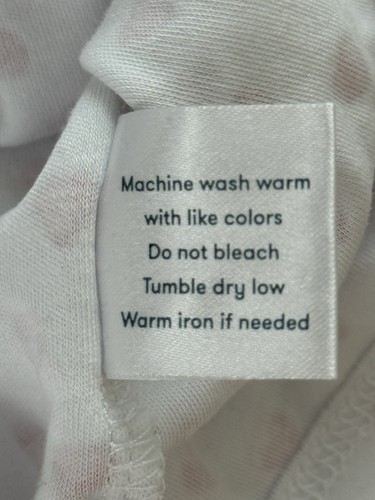 Machine wash warm
with like colors
Do not bleach
Tumble dry low
Warm iron if needed